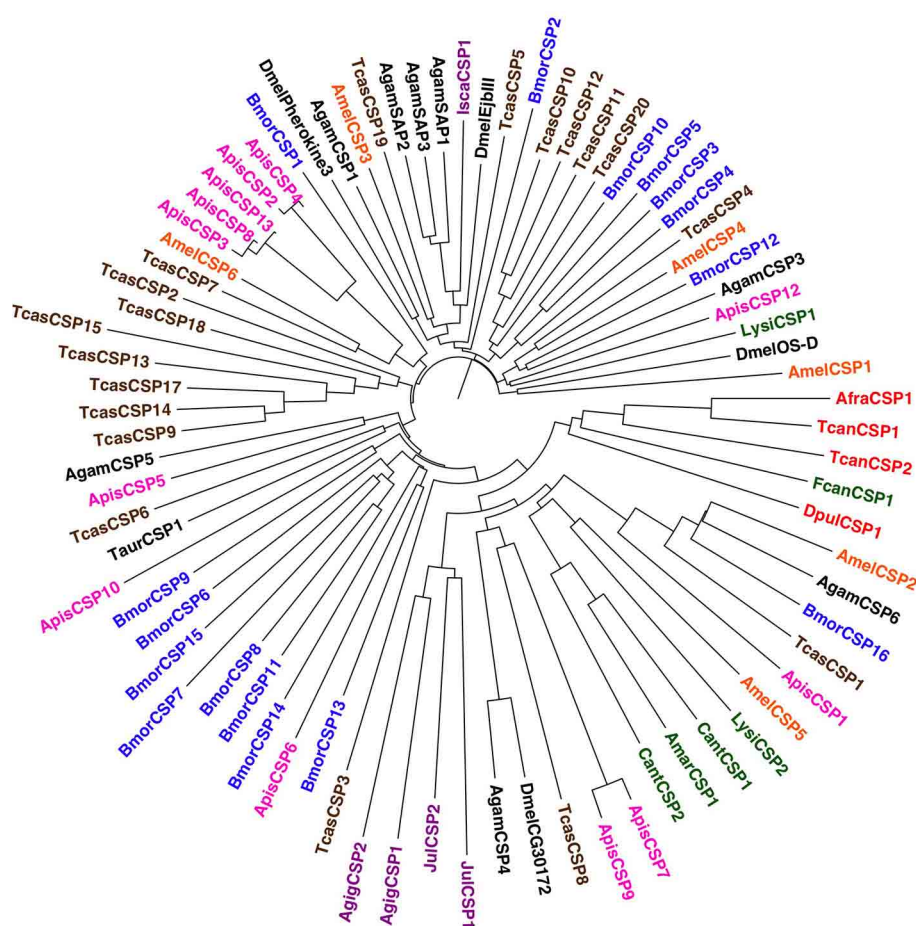 BmorCSP2
TcasCSP5
TcasCSP10
TcasCSP12
TcasCSP11
TcasCSP20
BmorCSP10
BmorCSP5
BmorCSP3
BmorCSP4
TcasCSP4
AmelCSP4
BmorCSP12
AgamCSP3
ApisCSP12
LysiCSP1
DmelOS-D
AmelCSP1
AfraCSP1
TcanCSP1
TcanCSP2
FcanCSP1
DpulCSP1
AmelCSP2
AgamCSP6
BmorCSP16
TcasCSP1
ApisCSP1
AmelCSP5
LysiCSP2
CantCSP1
AmarCSP1
CantCSP2
ApisCSP7
ApisCSP9
TcasCSP8
DmelCG30172
AgamCSP4
JulCSP1
JulCSP2
AgigCSP1
AgigCSP2
TcasCSP3
BmorCSP13
ApisCSP6
BmorCSP14
BmorCSP11
BmorCSP8
BmorCSP7
BmorCSP15
BmorCSP6
BmorCSP9
ApisCSP10
TaurCSP1
TcasCSP6
ApisCSP5
AgamCSP5
TcasCSP9
TcasCSP14
TcasCSP17
TcasCSP13
TcasCSP15
TcasCSP18
TcasCSP2
TcasCSP7
AmelCSP6
ApisCSP3
ApisCSP8
ApisCSP13
ApisCSP2
ApisCSP4
BmorCSP1
DmelPherokine3
AgamCSP1
AmelCSP3
TcasCSP19
AgamSAP2
AgamSAP3
AgamSAP1
IscaCSP1
DmelEjbIII